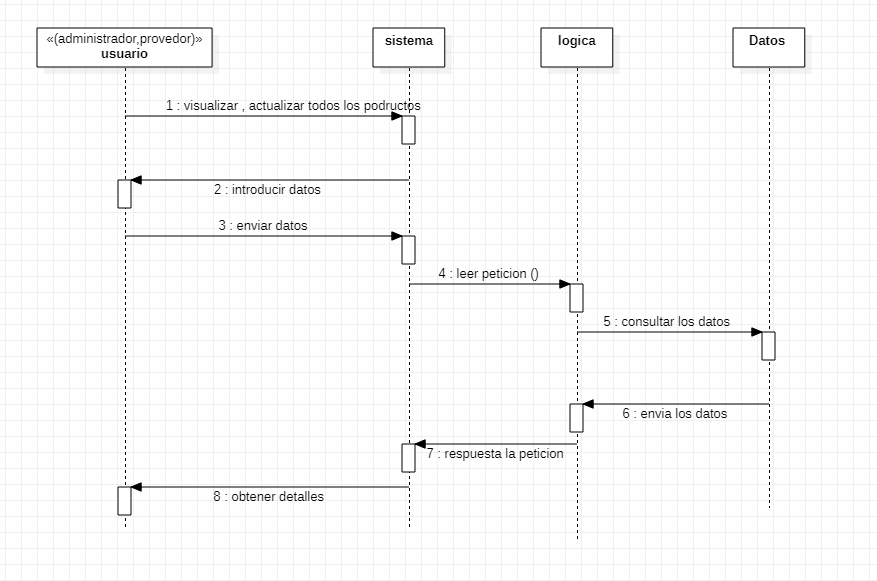 «(administrador,provedor)»
usuario
sistema
logica
Datos
1 : visualizar , actualizar todos los podructos
2 : introducir datos
3 : enviar datos
4 : leer peticion ()
5 : consultar los datos
6 : envia los datos
7 : respuesta la peticion
8 : obtener detalles